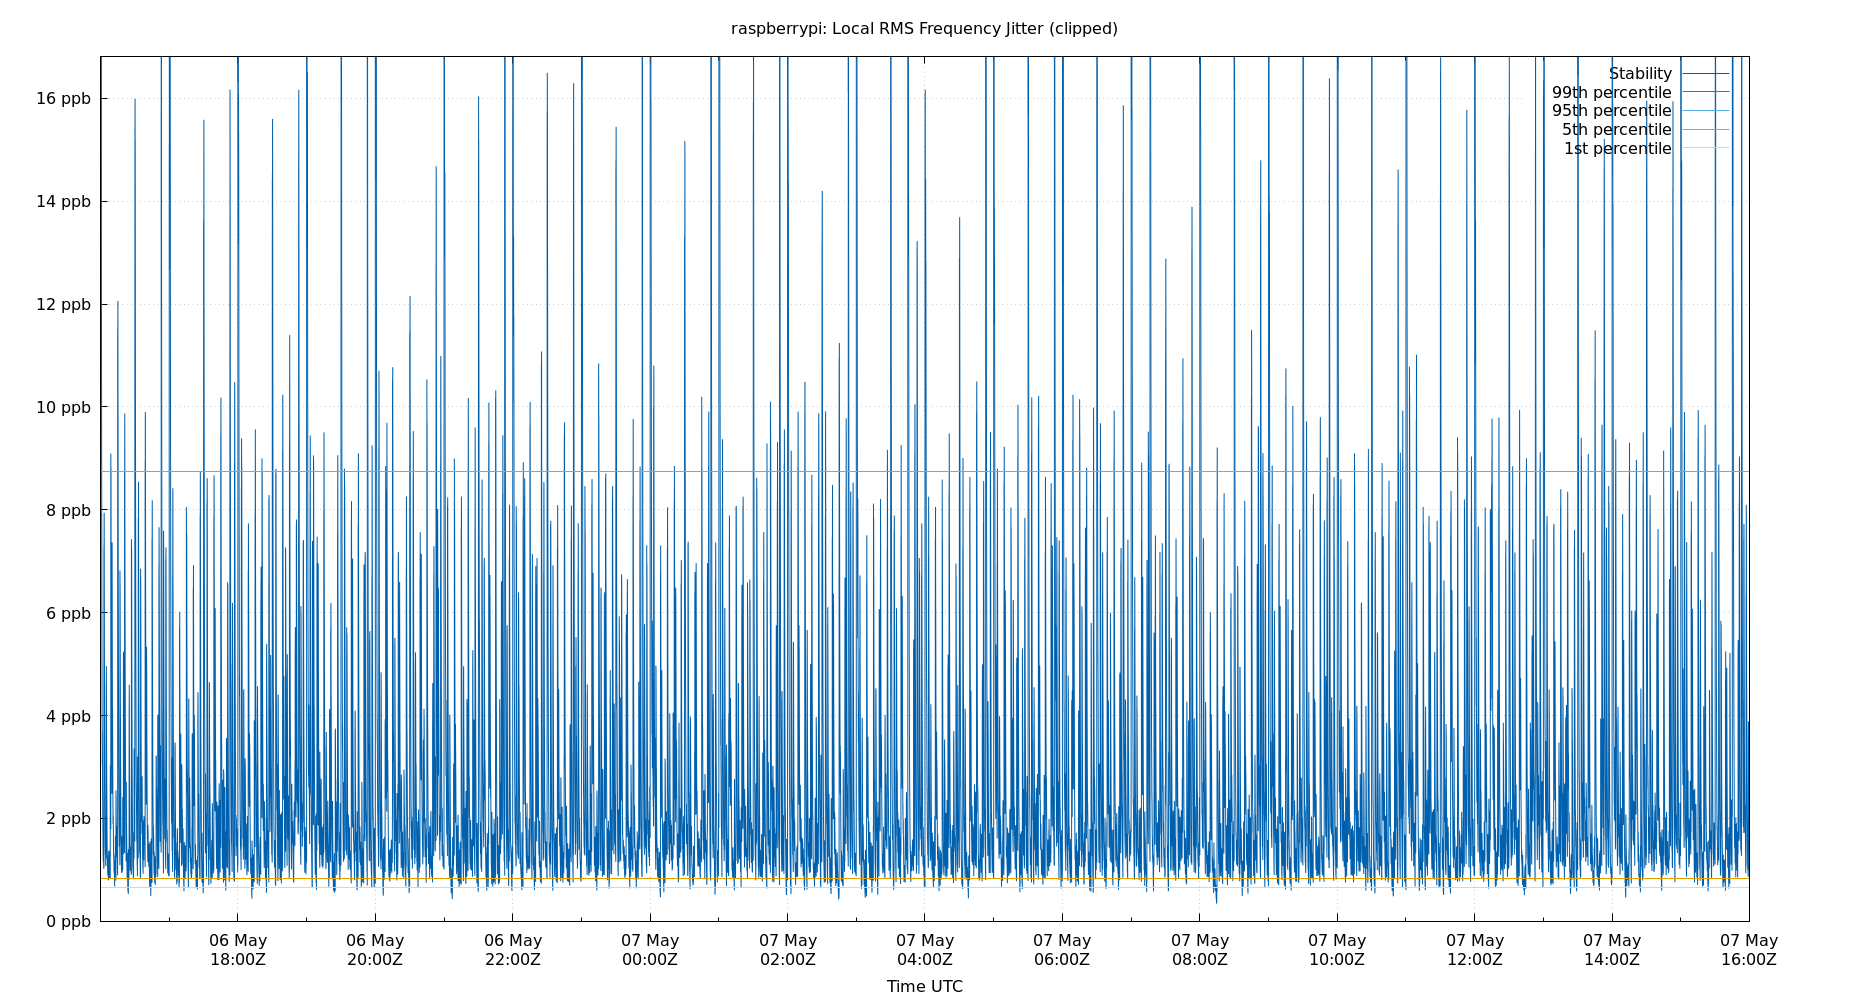 raspberrypi: Local RMS Frequency Jitter (clipped)
Stability
99th percentile
95th percentile
5th percentile
1st percentile
16 ppb
14 ppb
12 ppb
10 ppb
8 ppb
6 ppb
4 ppb
2 ppb
0 ppb
06 May 06 May 06 May 07 May 07 May 07 May 07 May 07 May 07 May 07 May 07 May 07 May
18:00Z 20:00Z 22:00Z 00:00Z 02:00Z 04:00Z 06:00Z 08:00Z 10:00Z 12:00Z 14:00Z 16:00Z
Time UTC